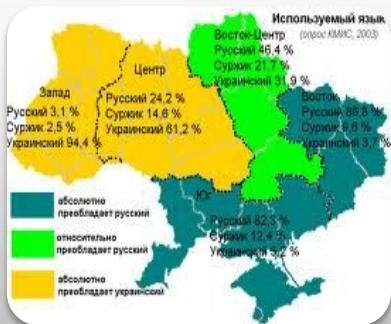 Используемый язык
(опрос КМИС, 2003)
Восток-Центр
Русский 46,4 %
Суржик 21,7 %
Украинский 31,9 %
Центр
Русский 24,2 %
Суржик 14,6 %
Украинский 61,2 %
Запад
Русский 3,1 %
Суржик 2,5 %
Украинский 94,4 %
Восток
Русский 86,8 %
Суржик 9,6 %
Украинский 3,7 %
Юг
Русский 82,3 %
Суржик 12,4 %
Украинский 5,2 %
абсолютно
преобладает русский
относительно
преобладает русский
абсолютно
преобладает украинский